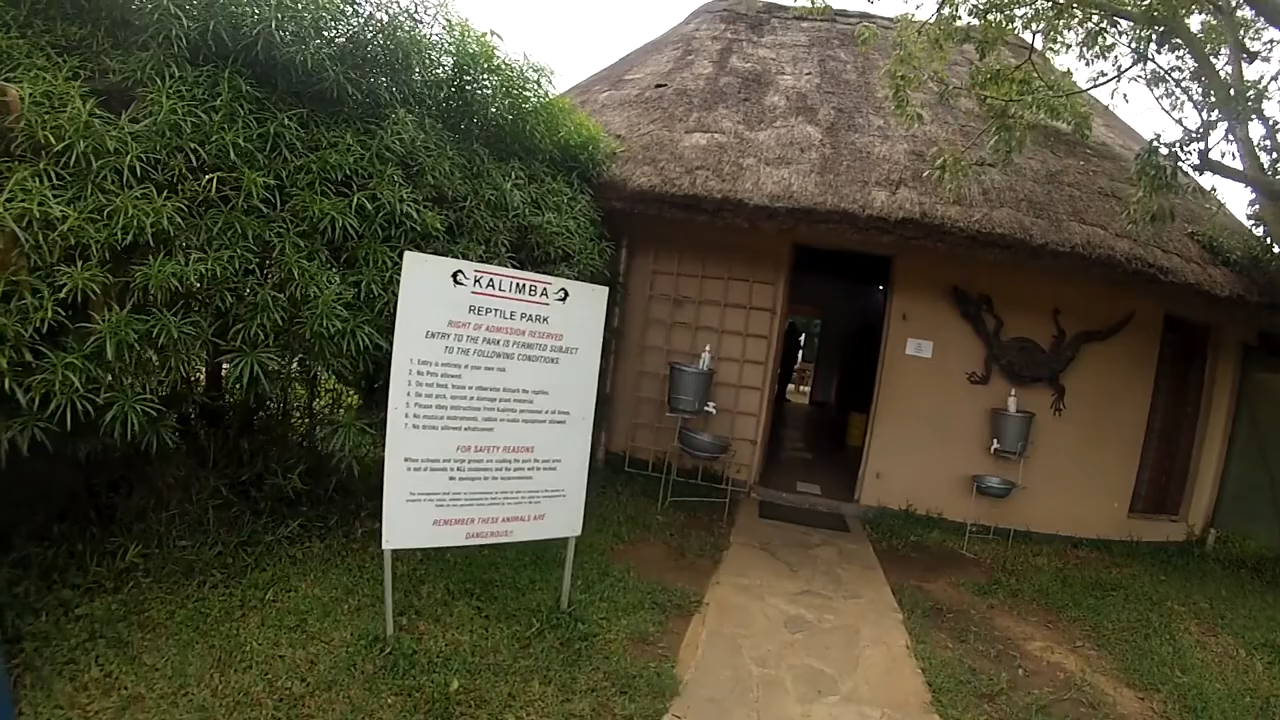 KALIMBA
REPTILE PARK
RIGHT OF ADMISSION RESERVED
ENTRY TO THE PARK IS PERMITED SUBJECT
TO THE FOLLOWING CONDITIONS.
1. Entry is entirely at your own risk.
2. No Pets allowed.
3. Do not feed, tease or otherwise disturb the reptiles.
4. Do not pick, uproot or damage plant material.
5. Please obey instructions from Kalimba personnel at all times.
6. No musical instruments, radios or audio equipment allowed.
7. No drinks allowed whatsoever.
FOR SAFETY REASONS
When schools and large groups are visiting the park the pool area
is out of bounds to ALL customers and the gates will be locked.
We apologise for the inconvenience.
REMEMBER THESE ANIMALS ARE
DANGEROUS!!!